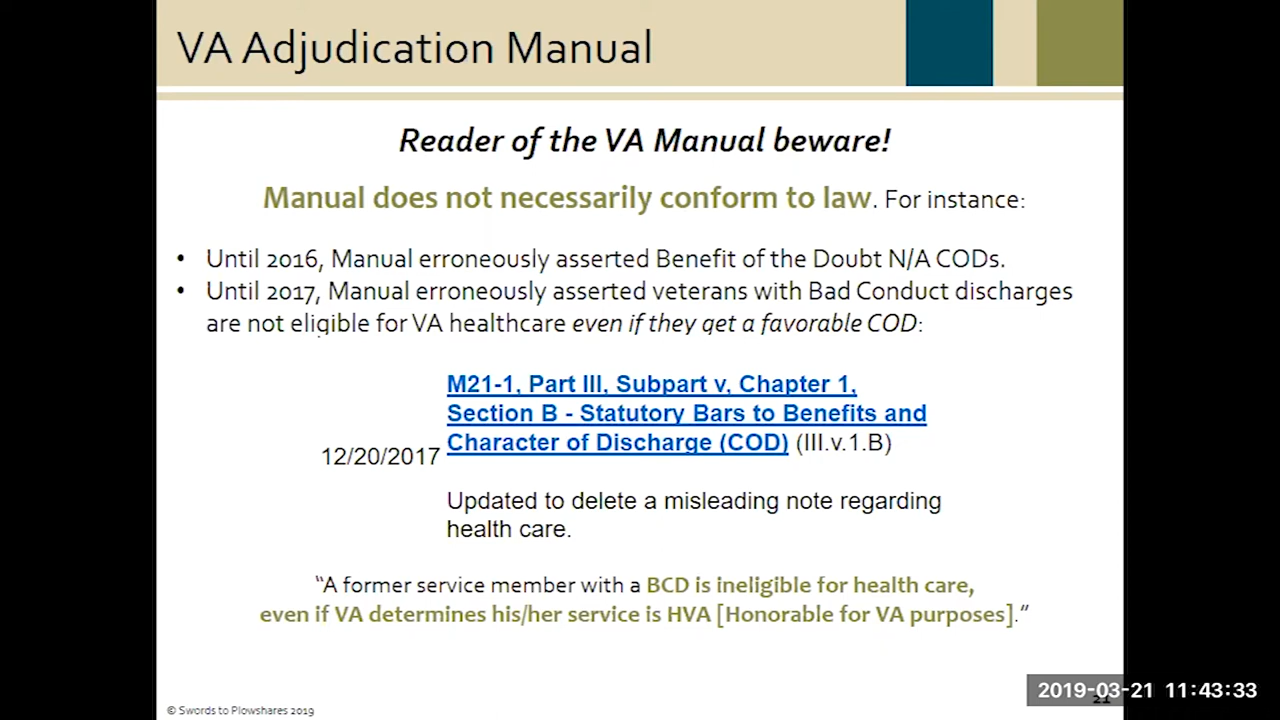 VA Adjudication Manual
Reader of the VA Manual beware!
Manual does not necessarily conform to law. For instance:
• Until 2016, Manual erroneously asserted Benefit of the Doubt N/A CODs.
• Until 2017, Manual erroneously asserted veterans with Bad Conduct discharges
are not eligible for VA healthcare even if they get a favorable COD:
M21-1, Part III, Subpart v, Chapter 1,
Section B - Statutory Bars to Benefits and
12/20/2017 Character of Discharge (COD) (III.v.1.B)
Updated to delete a misleading note regarding
health care.
“A former service member with a BCD is ineligible for health care,
even if VA determines his/her service is HVA [Honorable for VA purposes].”
2019-03-21 11:43:33
© Swords to Plowshares 2019